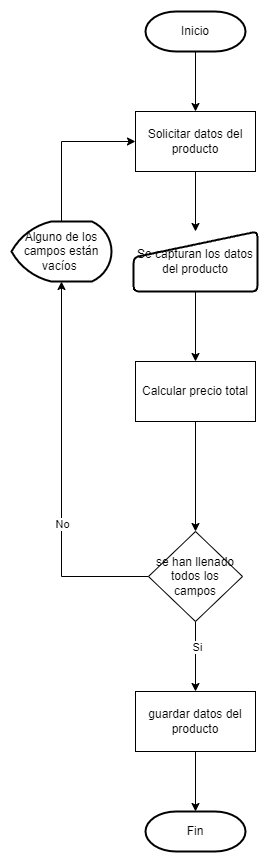 Inicio
Solicitar datos del
producto
Alguno de los
campos están
vacíos
Se capturan los datos
del producto
Calcular precio total
No
se han llenado
todos los
campos
Si
guardar datos del
producto
Fin